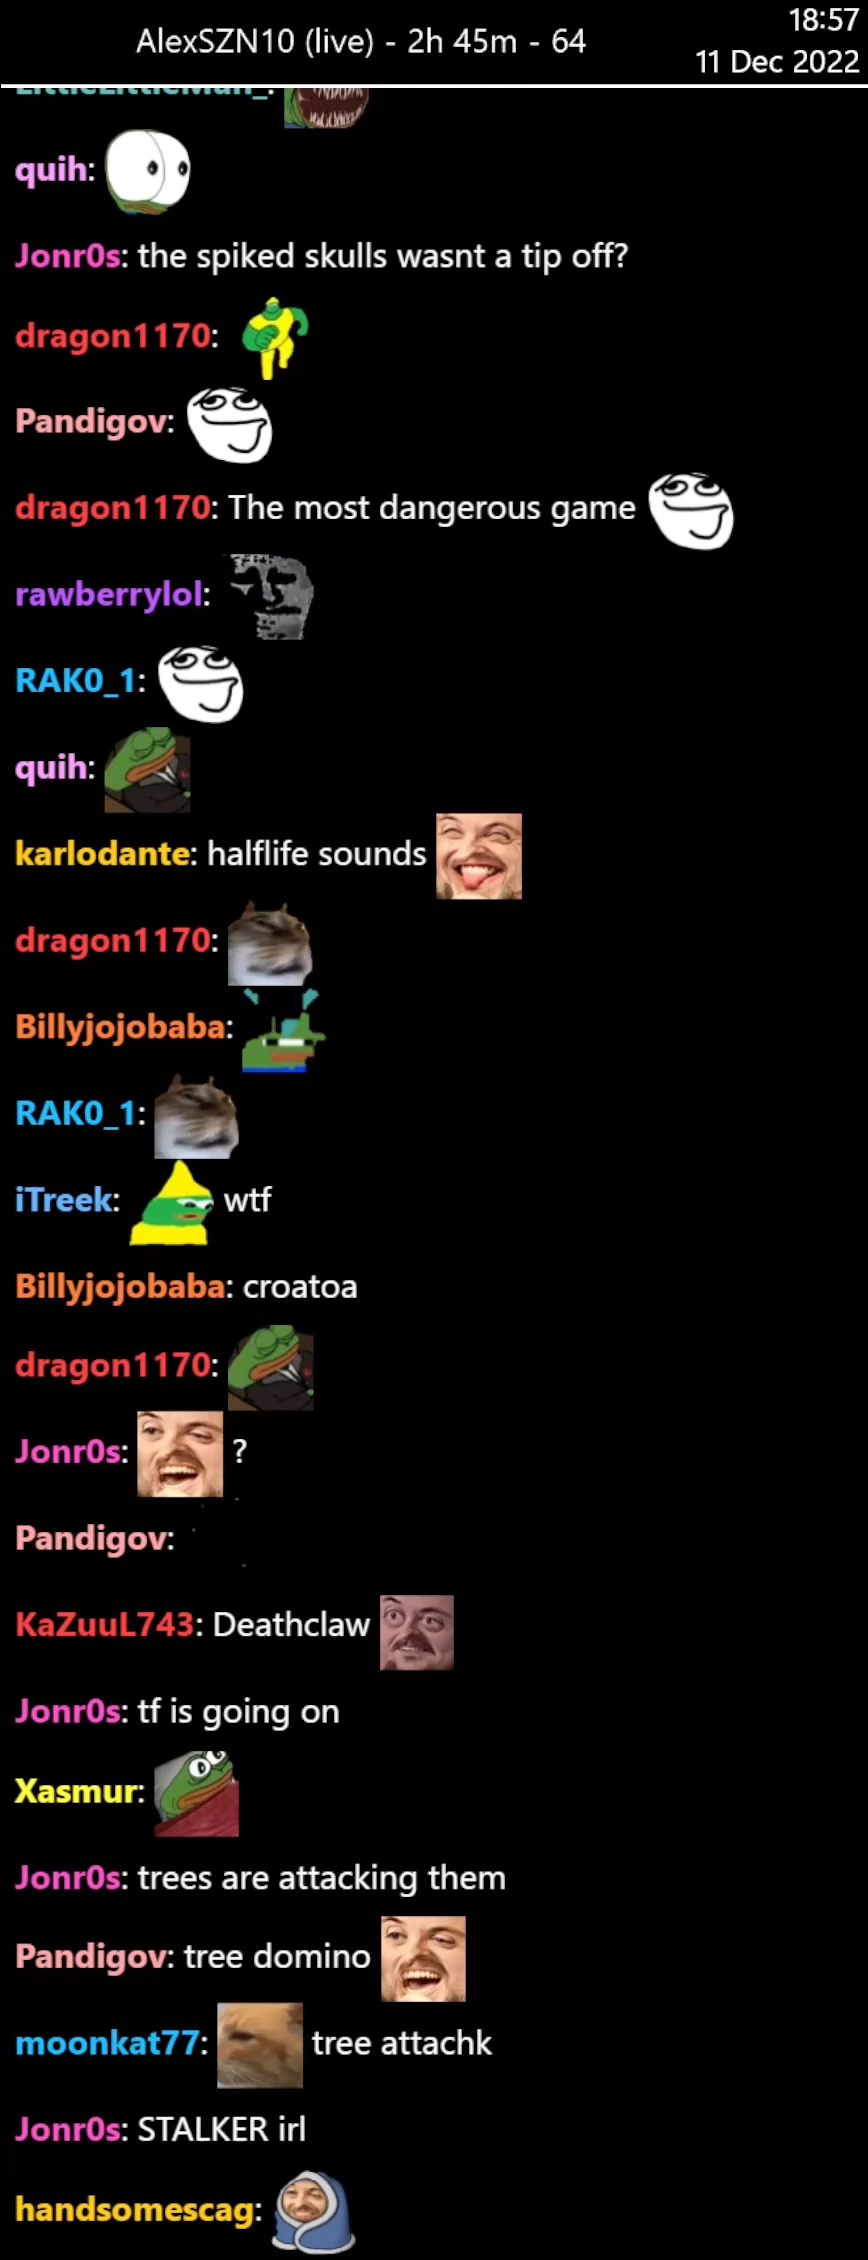 18:57
AlexSZN10 (live) - 2h 45m - 64
11 Dec 2022
LittleLittleMan_:
quih:
Jonr0s: the spiked skulls wasnt a tip off?
dragon1170:
Pandigov:
dragon1170: The most dangerous game
rawberrylol:
RAK0_1:
quih:
karlodante: halflife sounds
dragon1170:
Billyjojobaba:
RAK0_1:
iTreek: wtf
Billyjojobaba: croatoa
dragon1170:
Jonr0s: ?
Pandigov:
KaZuuL743: Deathclaw
Jonr0s: tf is going on
Xasmur:
Jonr0s: trees are attacking them
Pandigov: tree domino
moonkat77: tree attachk
Jonr0s: STALKER irl
handsomescag: